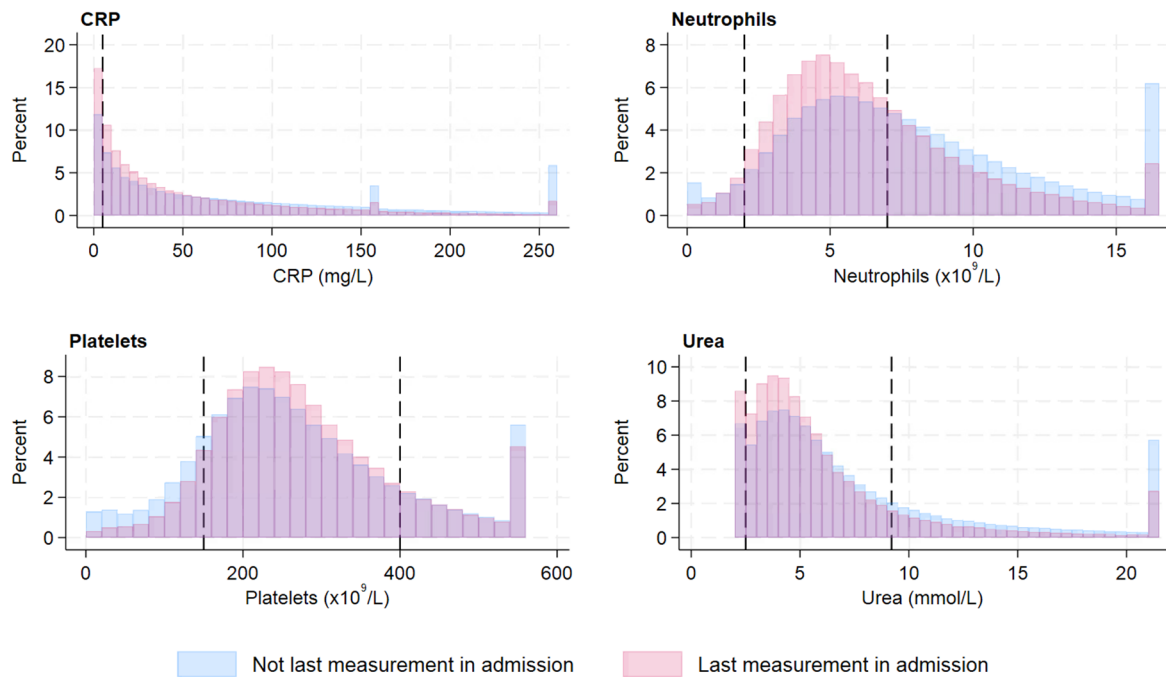 CRP
Percent
20
15
10
5
0
0 50 100 150 200 250
CRP (mg/L)
Neutrophils
Percent
8
6
4
2
0
0 5 10 15
Neutrophils (x10⁹/L)
Platelets
Percent
8
6
4
2
0
0 200 400 600
Platelets (x10⁹/L)
Urea
Percent
10
8
6
4
2
0
0 5 10 15 20
Urea (mmol/L)
Not last measurement in admission Last measurement in admission